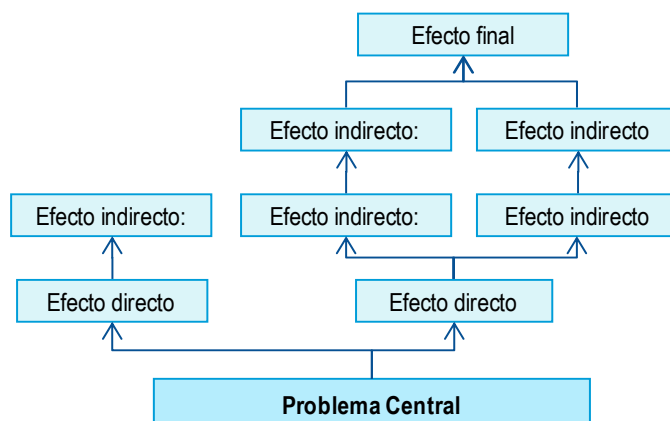 Efecto final
Efecto indirecto:
Efecto indirecto
Efecto indirecto:
Efecto indirecto:
Efecto indirecto
Efecto directo
Efecto directo
Problema Central